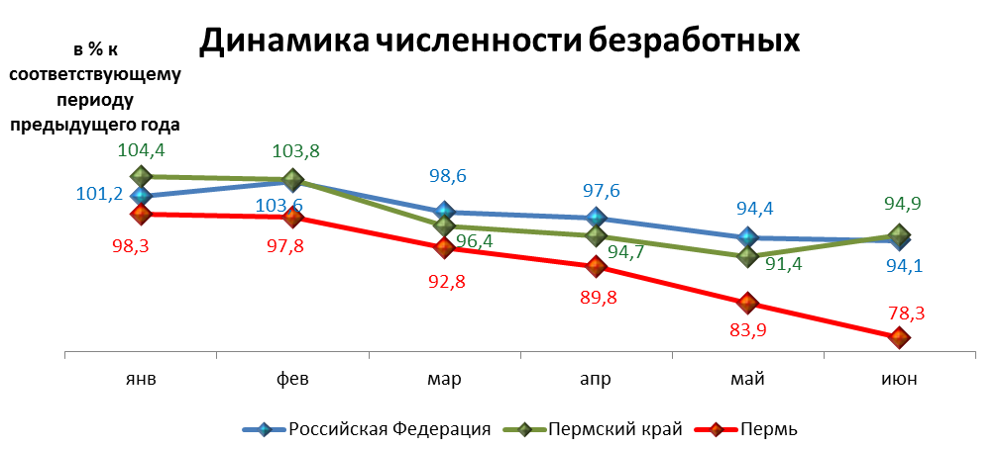 Динамика численности безработных
в % к
соответствующему
периоду
предыдущего года
104,4
103,8
98,6
97,6
94,4
94,9
101,2
103,6
96,4
94,7
91,4
94,1
98,3
97,8
92,8
89,8
83,9
78,3
янв фев мар апр май июн
Российская Федерация Пермский край Пермь